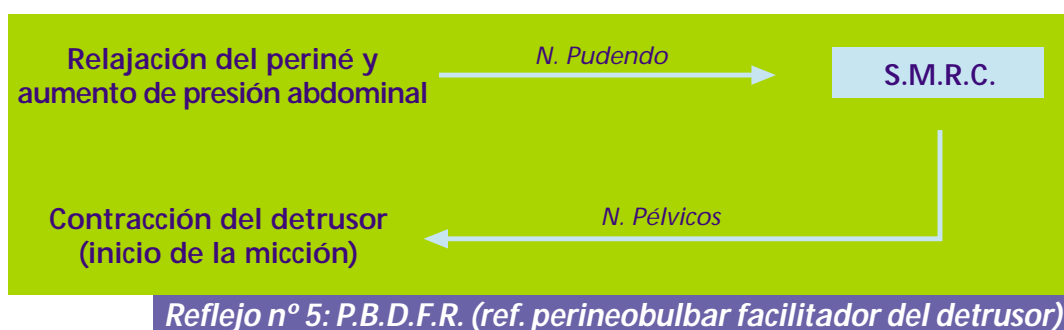 Relajación del periné y
aumento de presión abdominal
N. Pudendo
S.M.R.C.
Contracción del detrusor
(inicio de la micción)
N. Pélvicos
Reflejo nº 5: P.B.D.F.R. (ref. perineobulbar facilitador del detrusor)